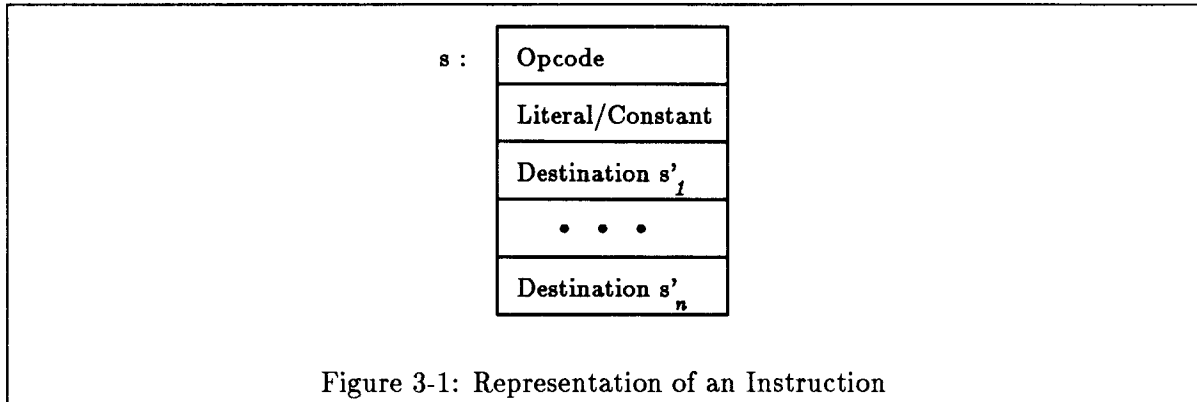 s : Opcode
Literal/Constant
Destination s'1
• • •
Destination s'n
Figure 3-1: Representation of an Instruction